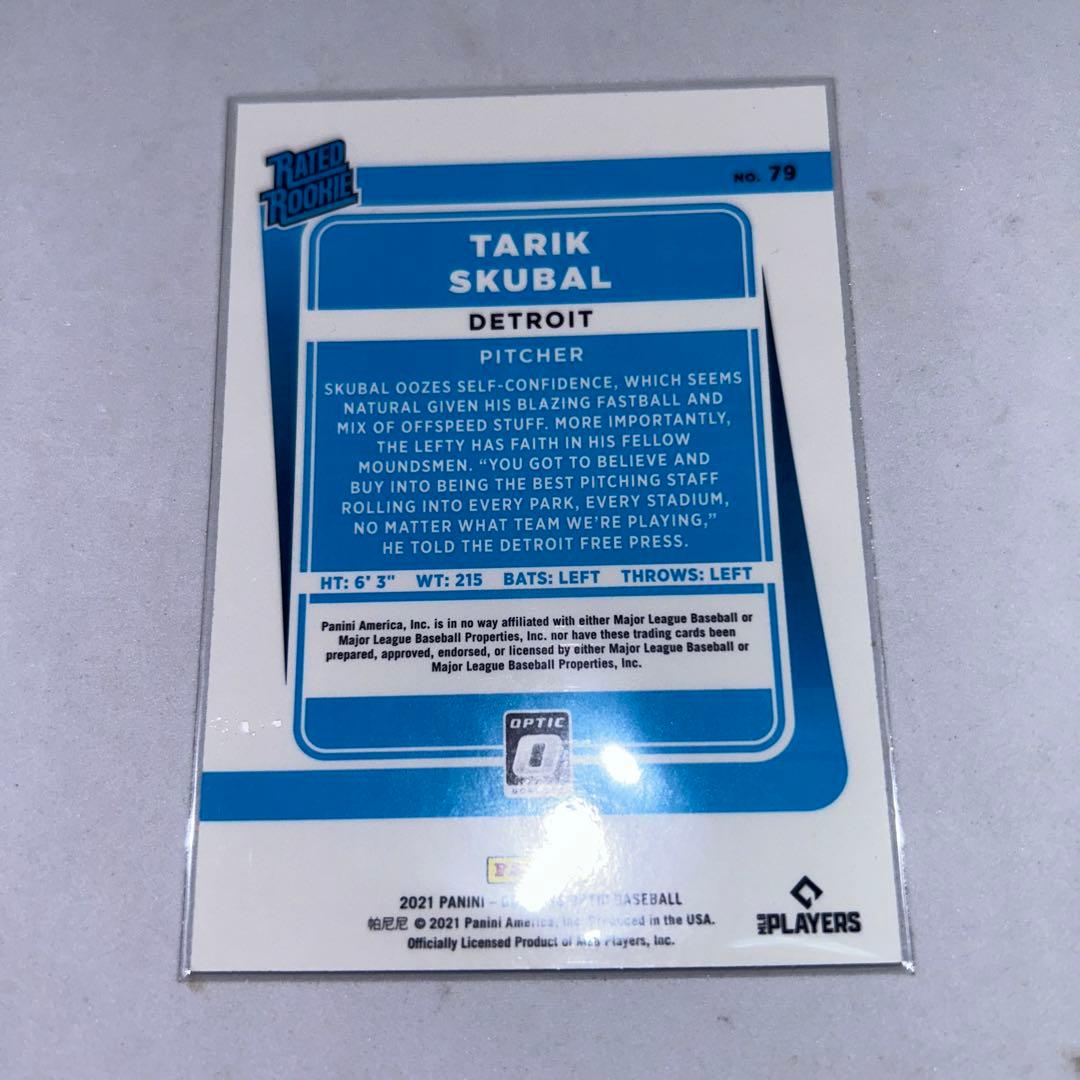 RATED
ROOKIE
NO. 79
TARIK
SKUBAL
DETROIT
PITCHER
SKUBAL OOZES SELF-CONFIDENCE, WHICH SEEMS
NATURAL GIVEN HIS BLAZING FASTBALL AND
MIX OF OFFSPEED STUFF. MORE IMPORTANTLY,
THE LEFTY HAS FAITH IN HIS FELLOW
MOUNDSMEN. “YOU GOT TO BELIEVE AND
BUY INTO BEING THE BEST PITCHING STAFF
ROLLING INTO EVERY PARK, EVERY STADIUM,
NO MATTER WHAT TEAM WE’RE PLAYING,”
HE TOLD THE DETROIT FREE PRESS.
HT: 6' 3" WT: 215 BATS: LEFT THROWS: LEFT
Panini America, Inc. is in no way affiliated with either Major League Baseball or
Major League Baseball Properties, Inc. nor have these trading cards been
prepared, approved, endorsed, or licensed by either Major League Baseball or
Major League Baseball Properties, Inc.
OPTIC
2021 PANINI – OPTIC BASEBALL
帕尼尼 © 2021 Panini America, Inc. Produced in the USA.
Officially Licensed Product of MLB Players, Inc.
MLB PLAYERS